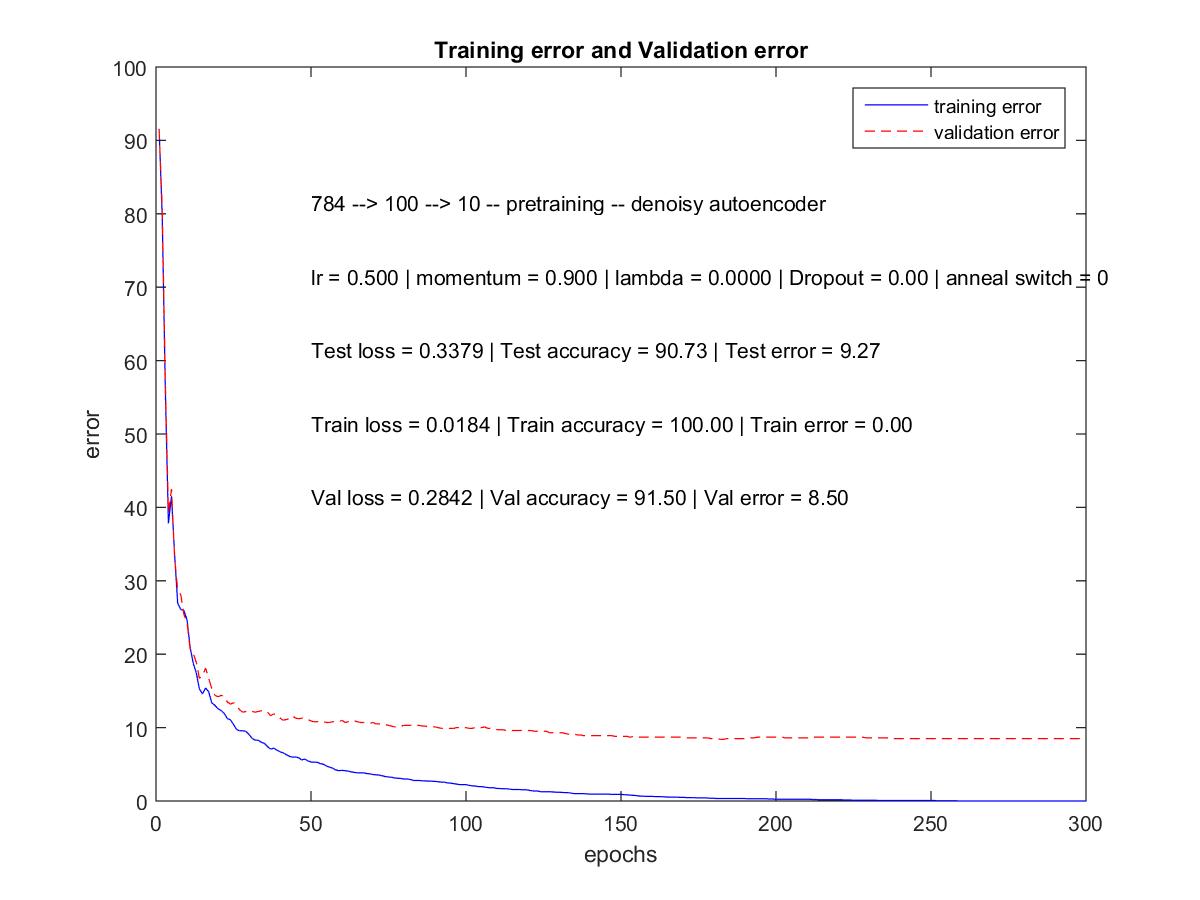 Training error and Validation error
100
90
80
70
60
50
40
30
20
10
0
error
training error
validation error
784 --> 100 --> 10 -- pretraining -- denoisy autoencoder
lr = 0.500 | momentum = 0.900 | lambda = 0.0000 | Dropout = 0.00 | anneal switch = 0
Test loss = 0.3379 | Test accuracy = 90.73 | Test error = 9.27
Train loss = 0.0184 | Train accuracy = 100.00 | Train error = 0.00
Val loss = 0.2842 | Val accuracy = 91.50 | Val error = 8.50
0 50 100 150 200 250 300
epochs